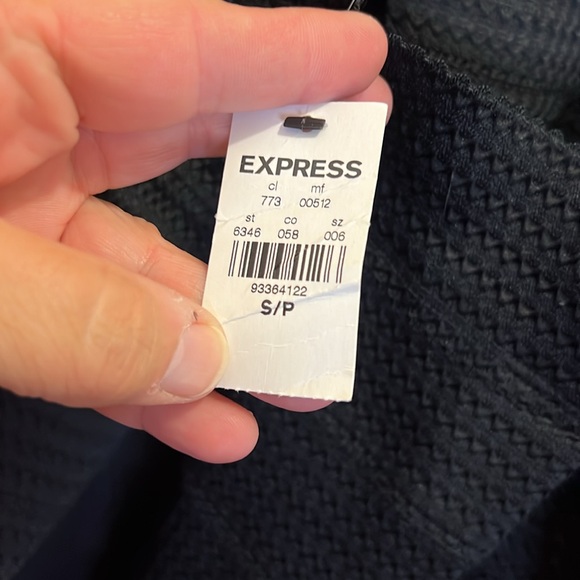 EXPRESS
cl mf
773 00512
st co sz
6346 058 006
93364122
S/P